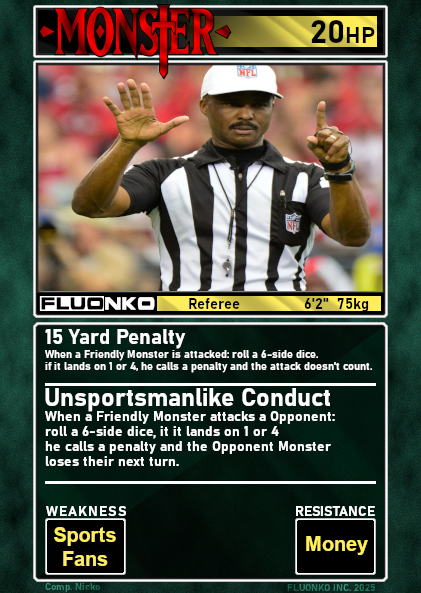 MONSTER
20HP
NFL
NFL
FLUONKO
Referee
6'2" 75kg
15 Yard Penalty
When a Friendly Monster is attacked: roll a 6-side dice.
if it lands on 1 or 4, he calls a penalty and the attack doesn't count.
Unsportsmanlike Conduct
When a Friendly Monster attacks a Opponent:
roll a 6-side dice, it it lands on 1 or 4
he calls a penalty and the Opponent Monster
loses their next turn.
WEAKNESS
Sports
Fans
RESISTANCE
Money
Comp. Nicko
FLUONKO INC. 2025